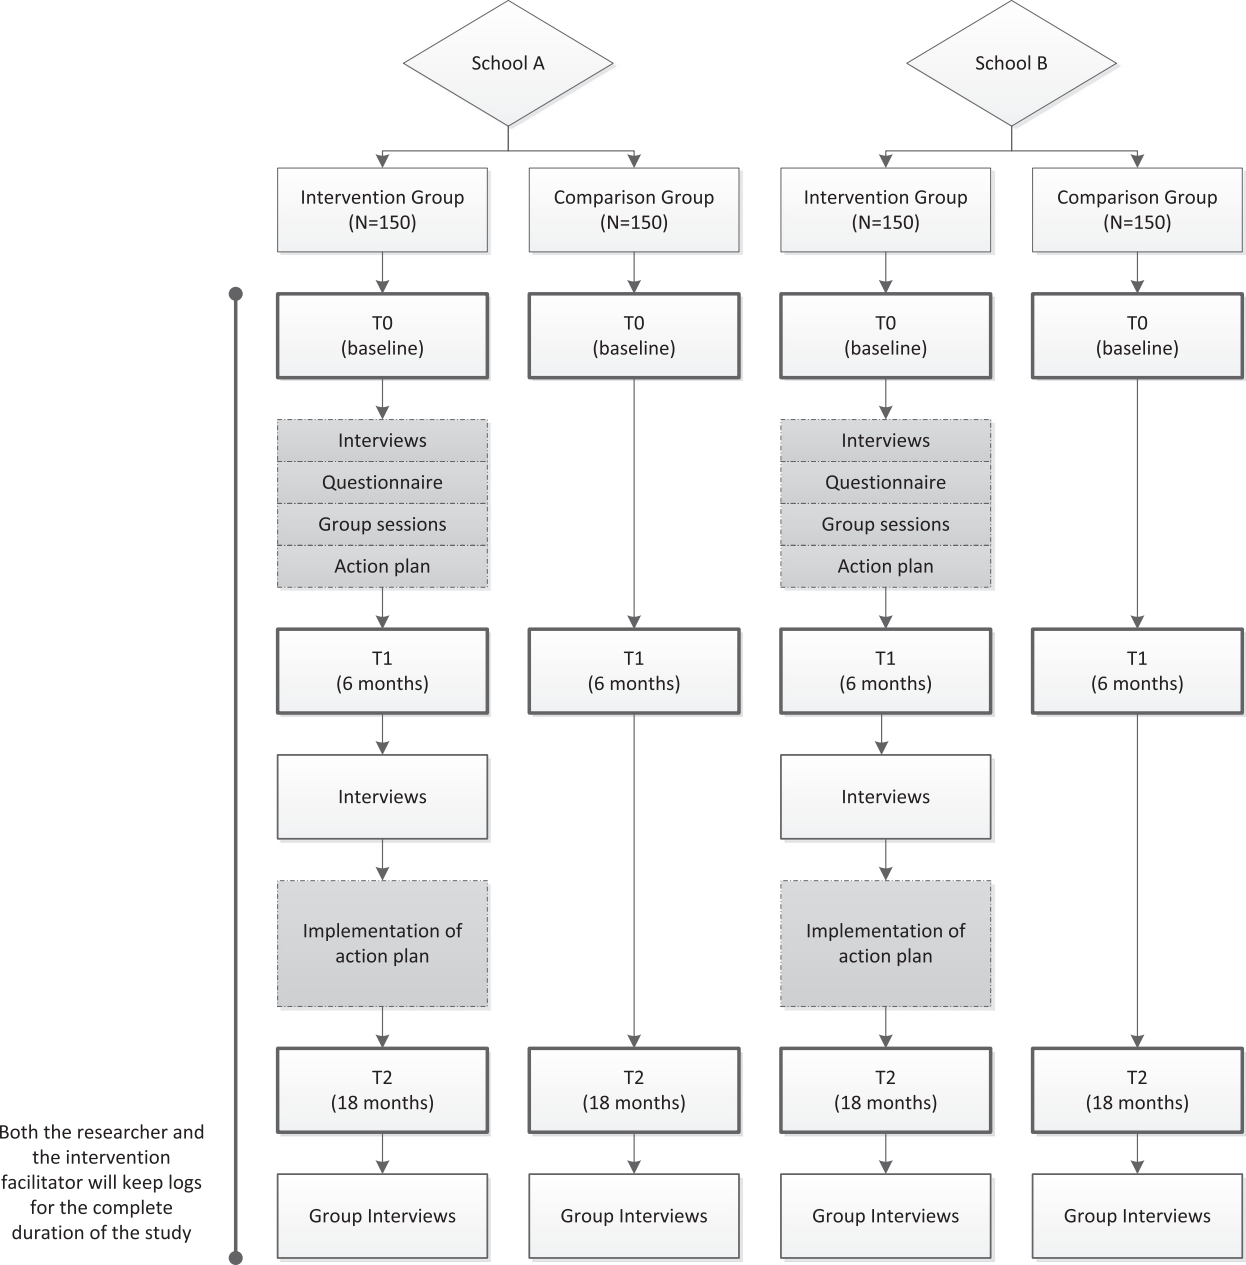 School A
School B
Intervention Group
(N=150)
Comparison Group
(N=150)
Intervention Group
(N=150)
Comparison Group
(N=150)
T0
(baseline)
T0
(baseline)
T0
(baseline)
T0
(baseline)
Interviews
Questionnaire
Group sessions
Action plan
Interviews
Questionnaire
Group sessions
Action plan
T1
(6 months)
T1
(6 months)
T1
(6 months)
T1
(6 months)
Interviews
Interviews
Implementation of
action plan
Implementation of
action plan
T2
(18 months)
T2
(18 months)
T2
(18 months)
T2
(18 months)
Both the researcher and
the intervention
facilitator will keep logs
for the complete
duration of the study
Group Interviews
Group Interviews
Group Interviews
Group Interviews